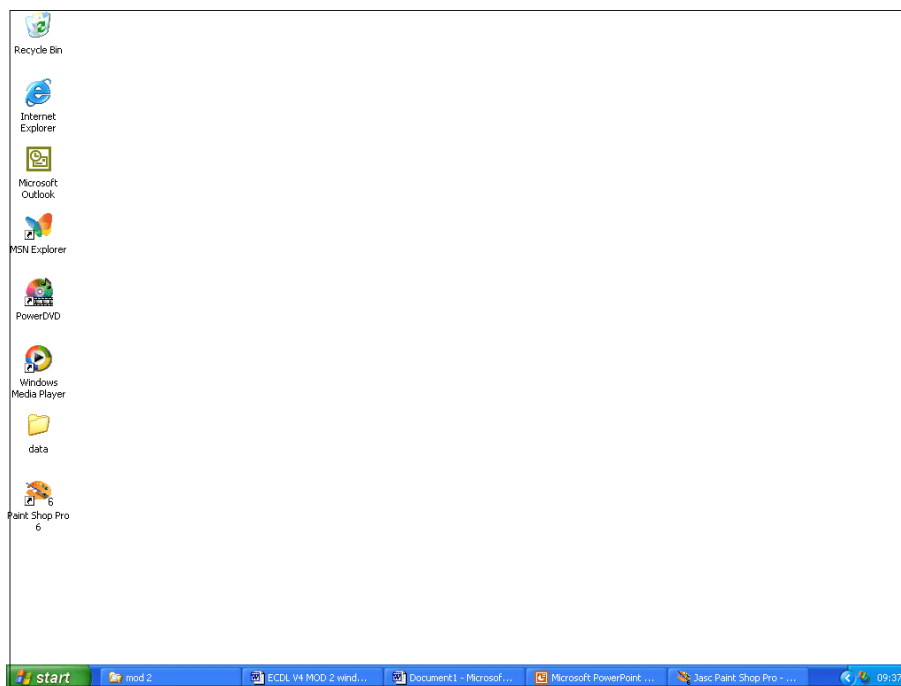 Recycle Bin
Internet
Explorer
Microsoft
Outlook
MSN Explorer
PowerDVD
Windows
Media Player
data
6
Paint Shop Pro
6
start
mod 2
ECDL V4 MOD 2 wind...
Document1 - Microsof...
Microsoft PowerPoint ...
Jasc Paint Shop Pro - ...
09:37